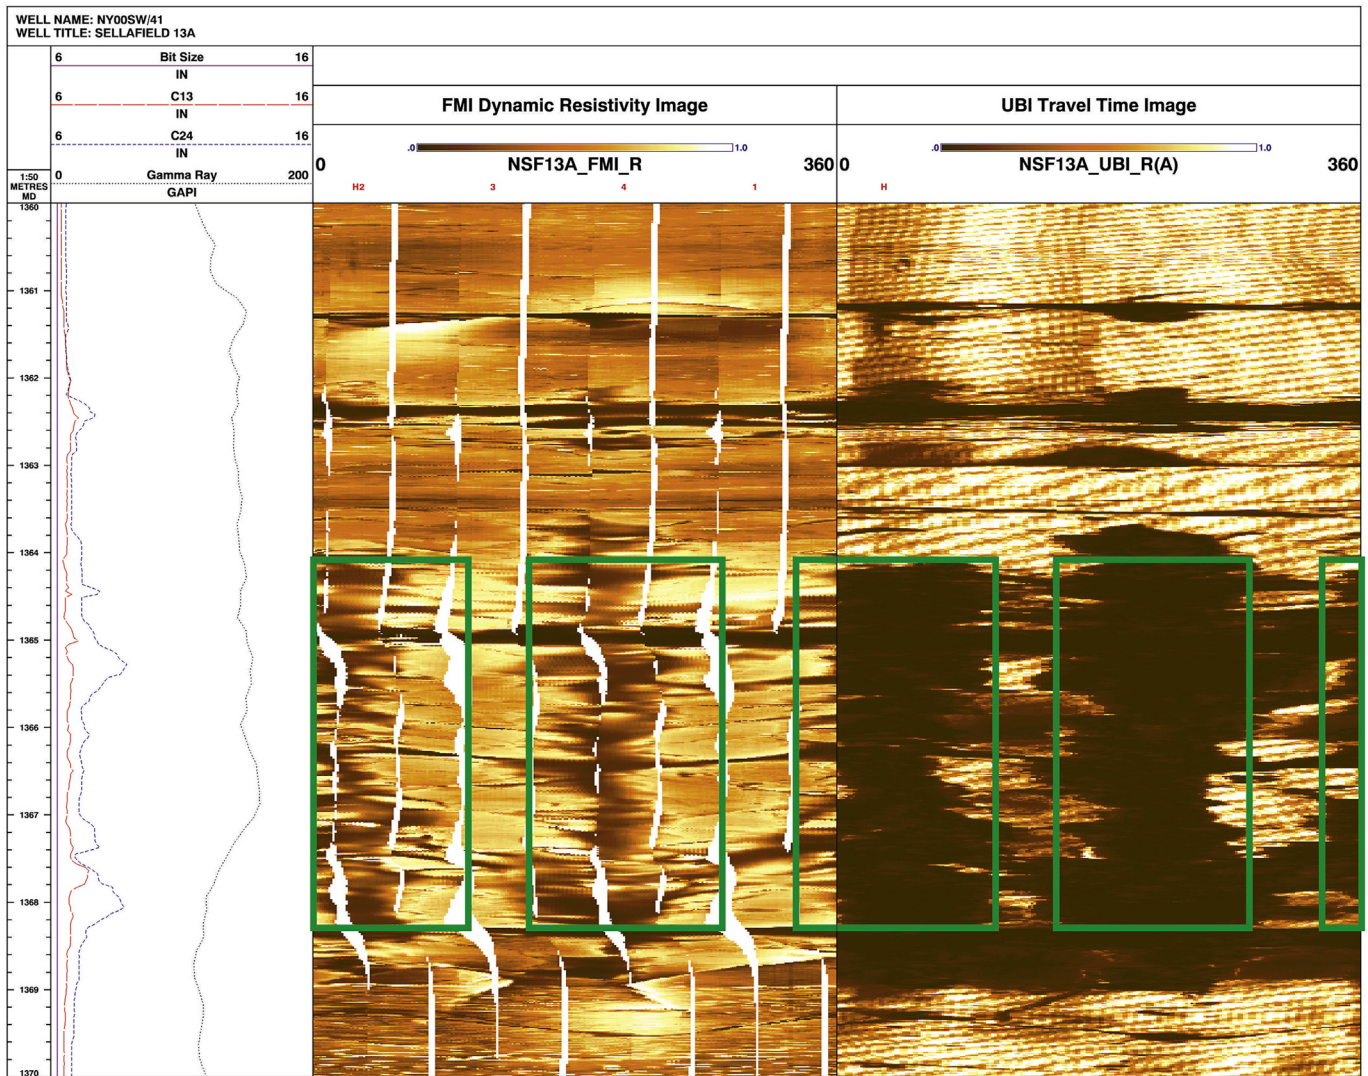 WELL NAME: NY00SW/41
WELL TITLE: SELLAFIELD 13A
6 Bit Size 16
IN
6 C13 16
IN
6 C24 16
IN
0 Gamma Ray 200
GAPI
1:50
METRES
MD
FMI Dynamic Resistivity Image
.0 1.0
0 NSF13A_FMI_R 360
H2 3 4 1
UBI Travel Time Image
.0 1.0
0 NSF13A_UBI_R(A) 360
H
1360
1361
1362
1363
1364
1365
1366
1367
1368
1369
1370